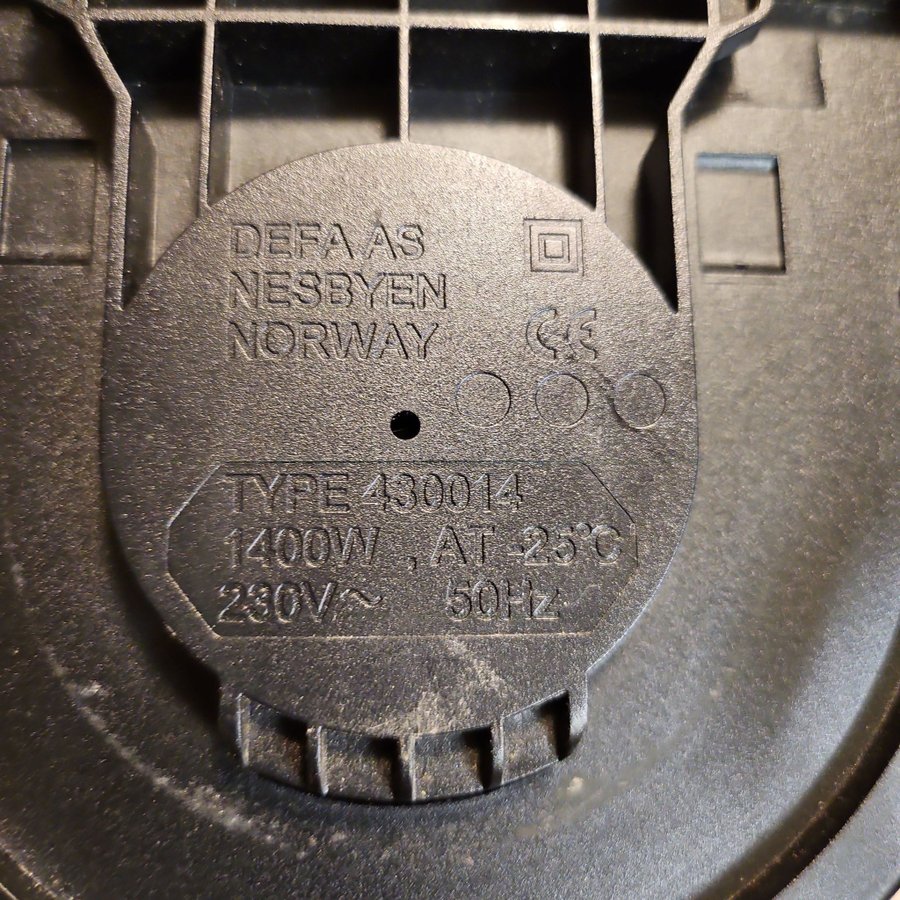 DEFA AS
NESBYEN
NORWAY
CE
TYPE 430014
1400W , AT -25°C
230V~ 50Hz